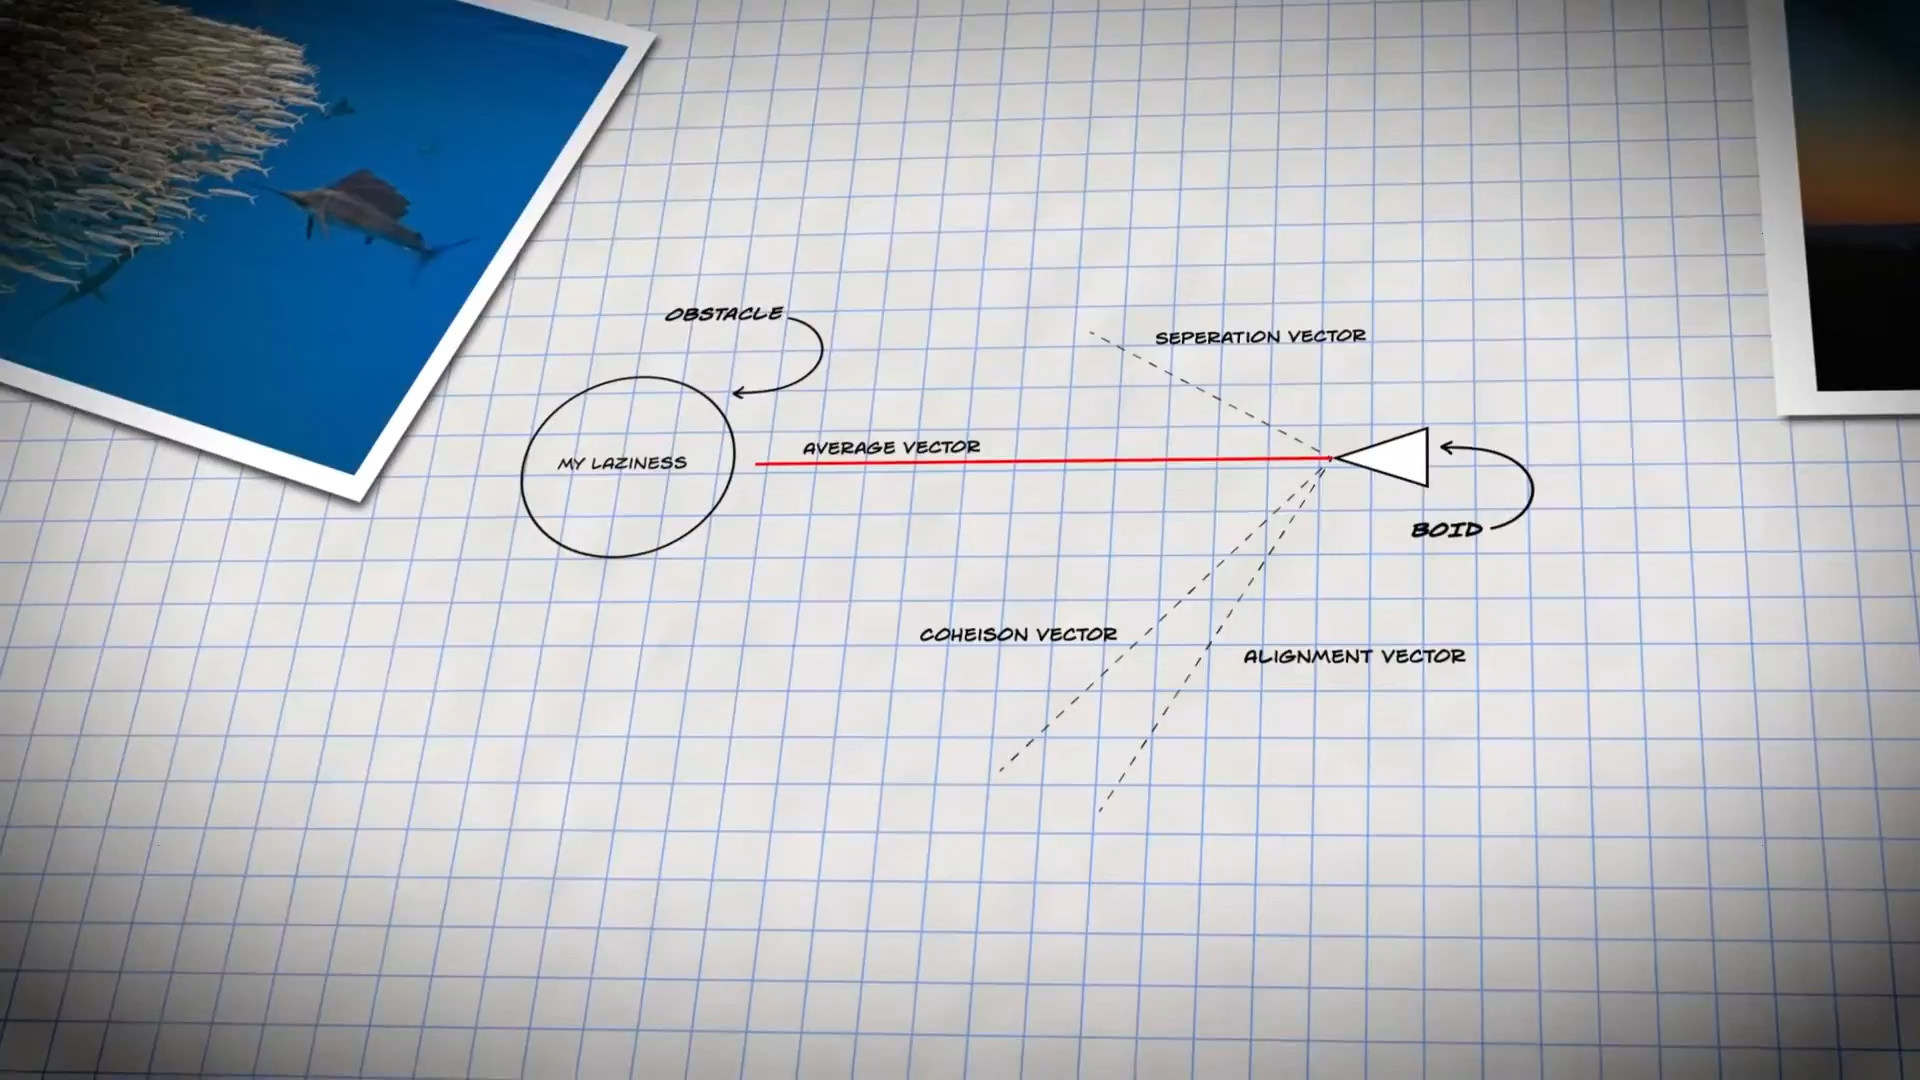 OBSTACLE
SEPERATION VECTOR
MY LAZINESS
AVERAGE VECTOR
BOID
COHEISON VECTOR
ALIGNMENT VECTOR